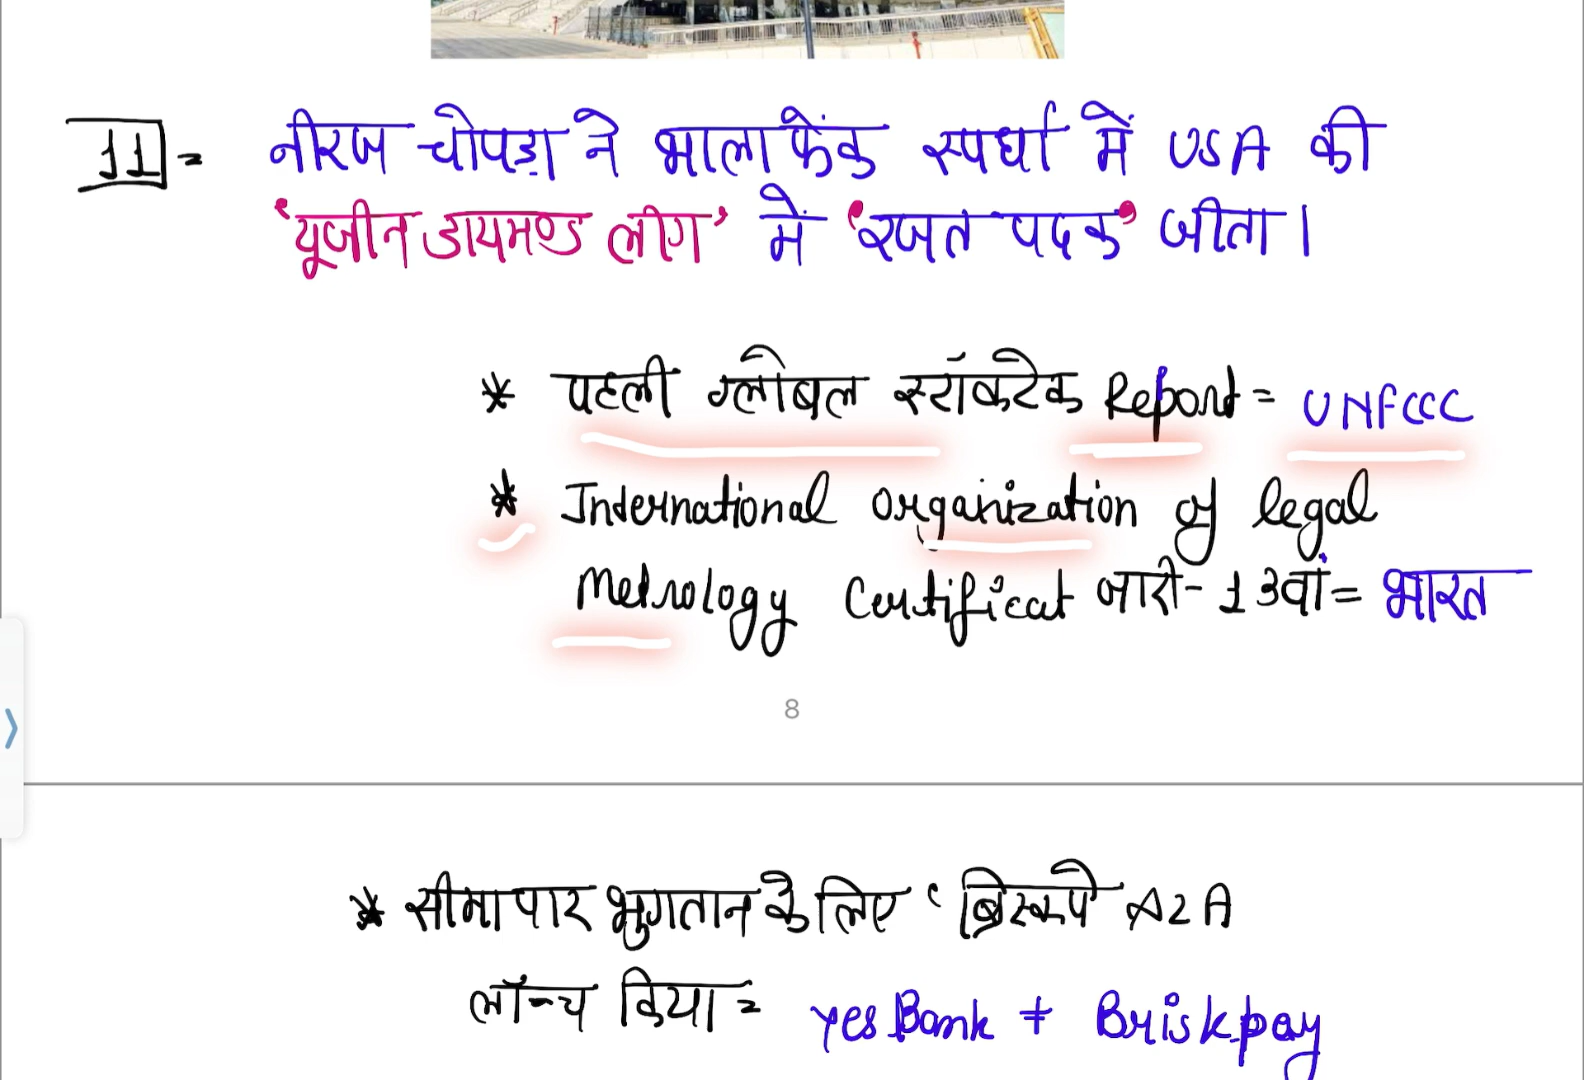 11 = नीरज चोपड़ा ने भाला फेंक स्पर्धा में USA की
'यूजीन डायमण्ड लीग' में 'रजत पदक' जीता।
* पहली ग्लोबल स्टॉकटेक Report = UNFCCC
* International organization of legal
Metrology Certificat जारी - 13वां = भारत
8
* सीमा पार भुगतान के लिए ' ब्रिस्कपे A2A
लॉन्च किया = yes Bank + Briskpay